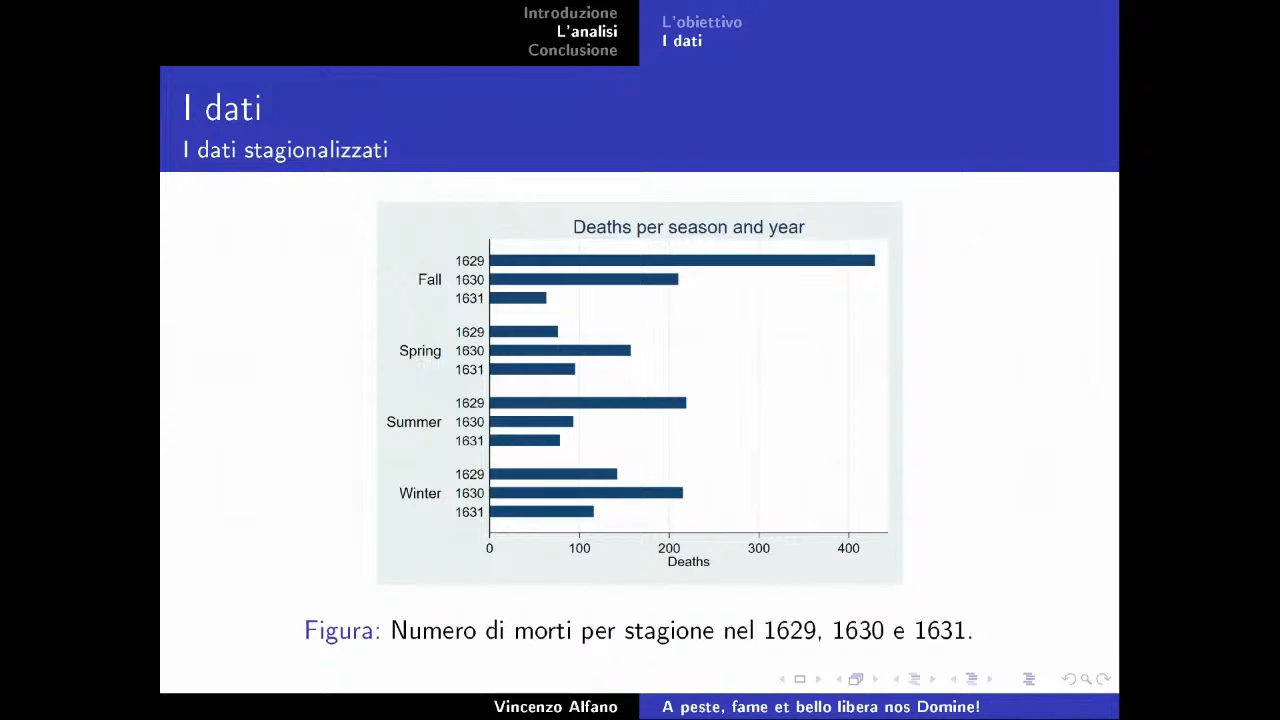 Introduzione
L'analisi
Conclusione
L'obiettivo
I dati
I dati
I dati stagionalizzati
Deaths per season and year
Fall
1629
1630
1631
Spring
1629
1630
1631
Summer
1629
1630
1631
Winter
1629
1630
1631
0 100 200 300 400
Deaths
Figura: Numero di morti per stagione nel 1629, 1630 e 1631.
Vincenzo Alfano
A peste, fame et bello libera nos Domine!